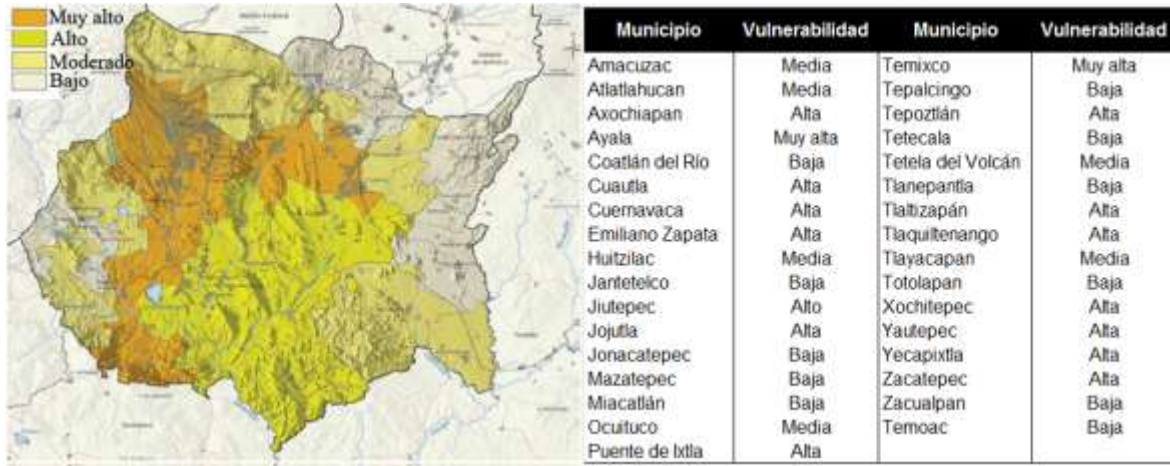 Muy alto
Alto
Moderado
Bajo
Municipio Vulnerabilidad Municipio Vulnerabilidad
Amacuzac Media Temixco Muy alta
Atlatlahucan Media Tepalcingo Baja
Axochiapan Alta Tepoztlán Alta
Ayala Muy alta Tetecala Baja
Coatlán del Río Baja Tetela del Volcán Media
Cuautla Alta Tlanepantla Baja
Cuernavaca Alta Tlaltizapán Alta
Emiliano Zapata Alta Tlaquiltenango Alta
Huitzilac Media Tlayacapan Media
Jantetelco Baja Totolapan Baja
Jiutepec Alto Xochitepec Alta
Jojutla Alta Yautepec Alta
Jonacatepec Baja Yecapixtla Alta
Mazatepec Baja Zacatepec Alta
Miacatlán Baja Zacualpan Baja
Ocuituco Media Temoac Baja
Puente de Ixtla Alta